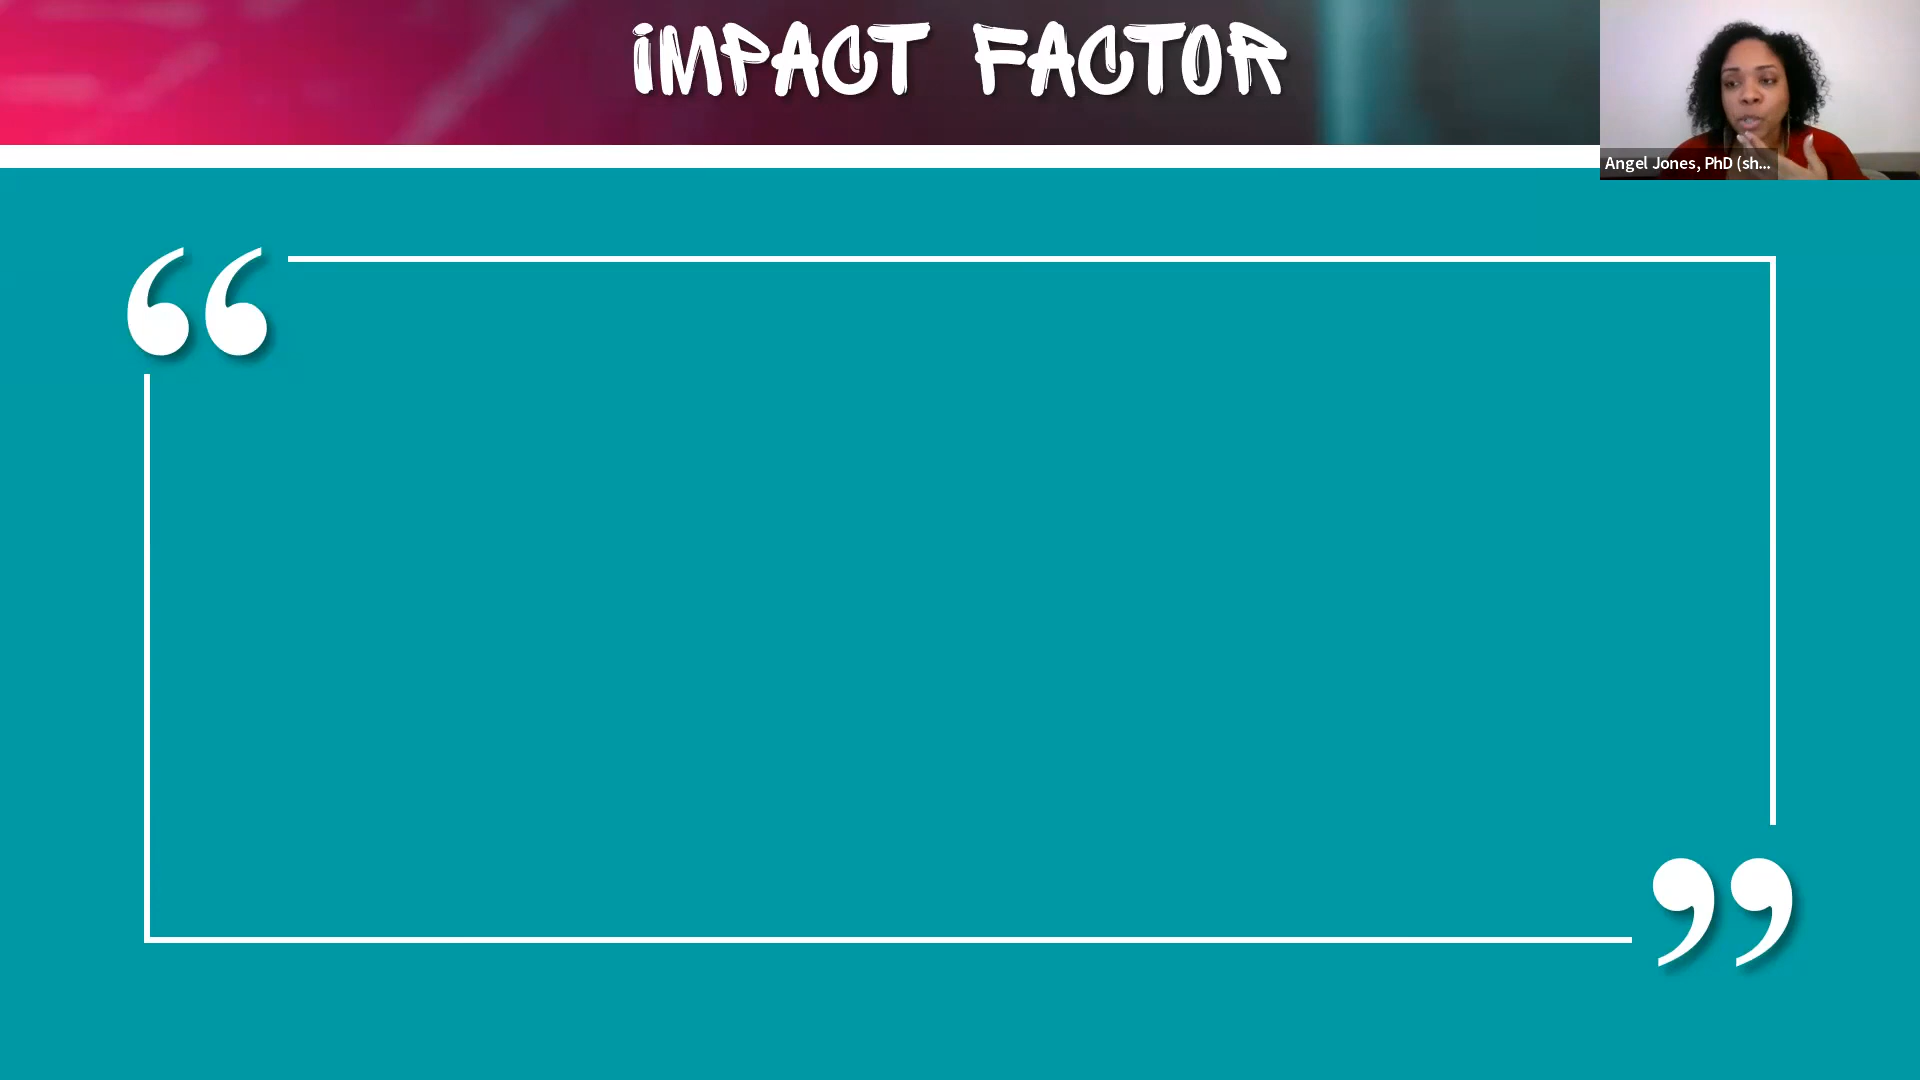 IMPACT FACTOR
Angel Jones, PhD (sh...
“
”